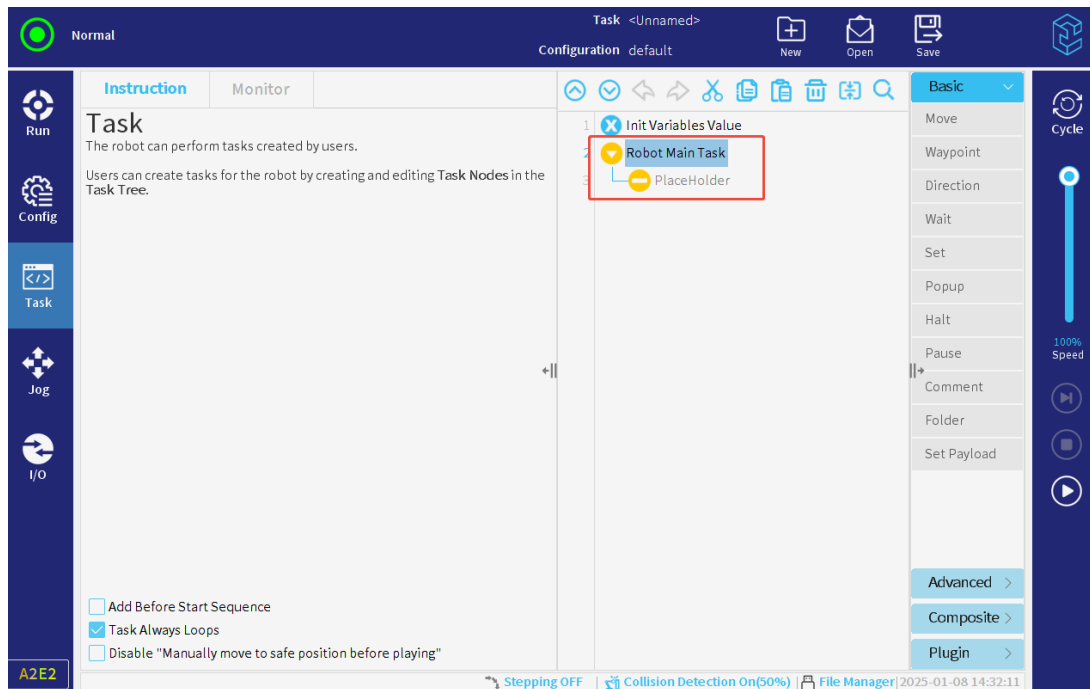 Normal
Task <Unnamed>
Configuration default
New
Open
Save
Run
Config
Task
Jog
I/O
A2E2
Instruction
Monitor
Task
The robot can perform tasks created by users.
Users can create tasks for the robot by creating and editing Task Nodes in the
Task Tree.
Add Before Start Sequence
Task Always Loops
Disable "Manually move to safe position before playing"
1 Init Variables Value
2 Robot Main Task
3 PlaceHolder
Basic
Move
Waypoint
Direction
Wait
Set
Popup
Halt
Pause
Comment
Folder
Set Payload
Advanced
Composite
Plugin
Cycle
100%
Speed
Stepping OFF | Collision Detection On(50%) | File Manager| 2025-01-08 14:32:11